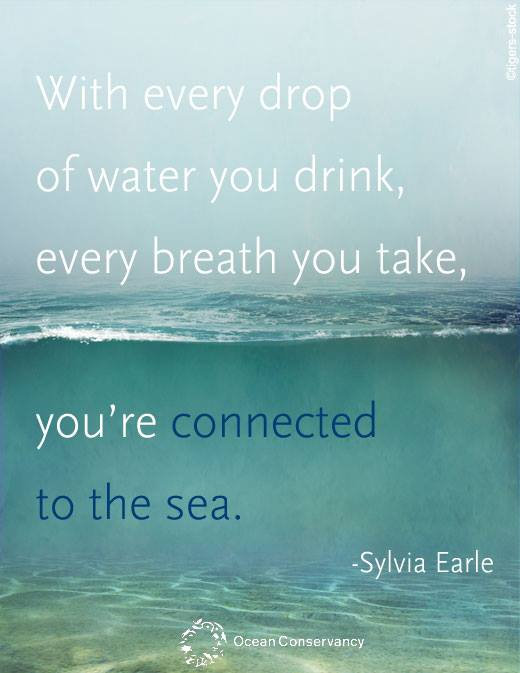 ©tigers-stock
With every drop
of water you drink,
every breath you take,
you're connected
to the sea.
-Sylvia Earle
Ocean Conservancy